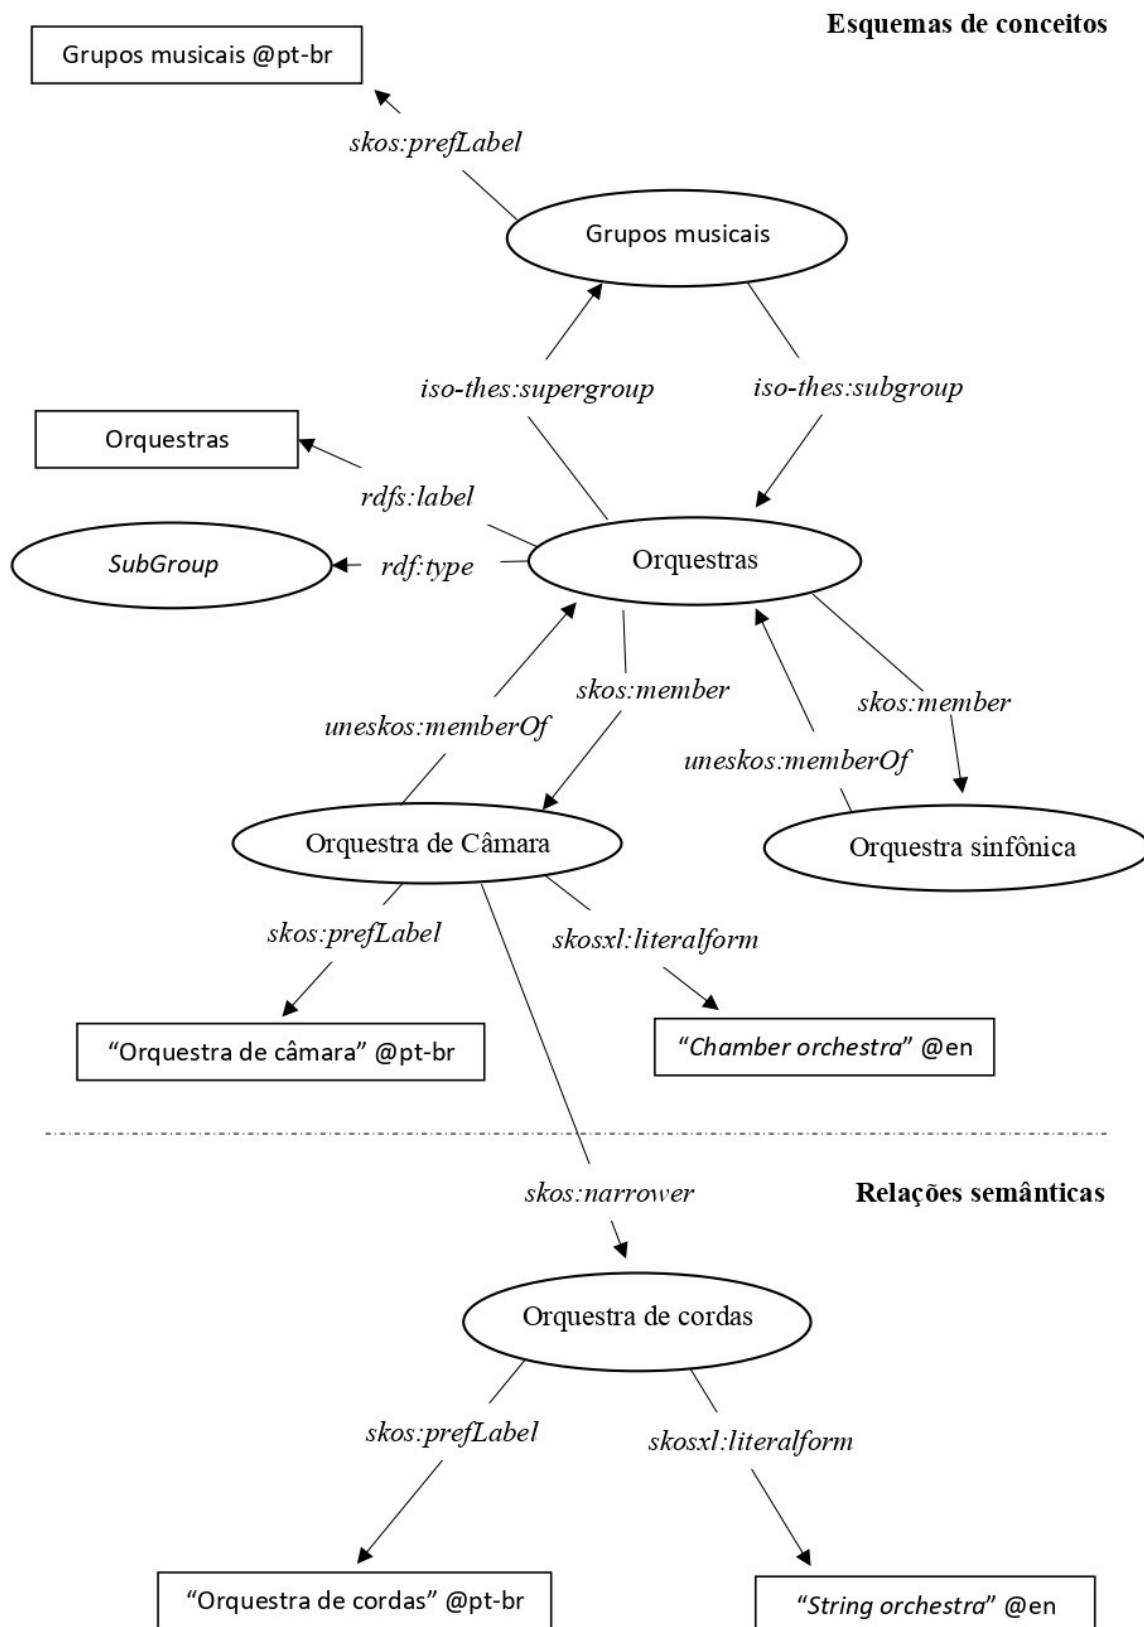 Esquemas de conceitos
Grupos musicais @pt-br
skos:prefLabel
Grupos musicais
iso-thes:supergroup
iso-thes:subgroup
Orquestras
rdfs:label
SubGroup
rdf:type
Orquestras
skos:member
skos:member
uneskos:memberOf
uneskos:memberOf
Orquestra de Câmara
Orquestra sinfônica
skos:prefLabel
skosxl:literalform
“Orquestra de câmara” @pt-br
“Chamber orchestra” @en
skos:narrower
Relações semânticas
Orquestra de cordas
skos:prefLabel
skosxl:literalform
“Orquestra de cordas” @pt-br
“String orchestra” @en